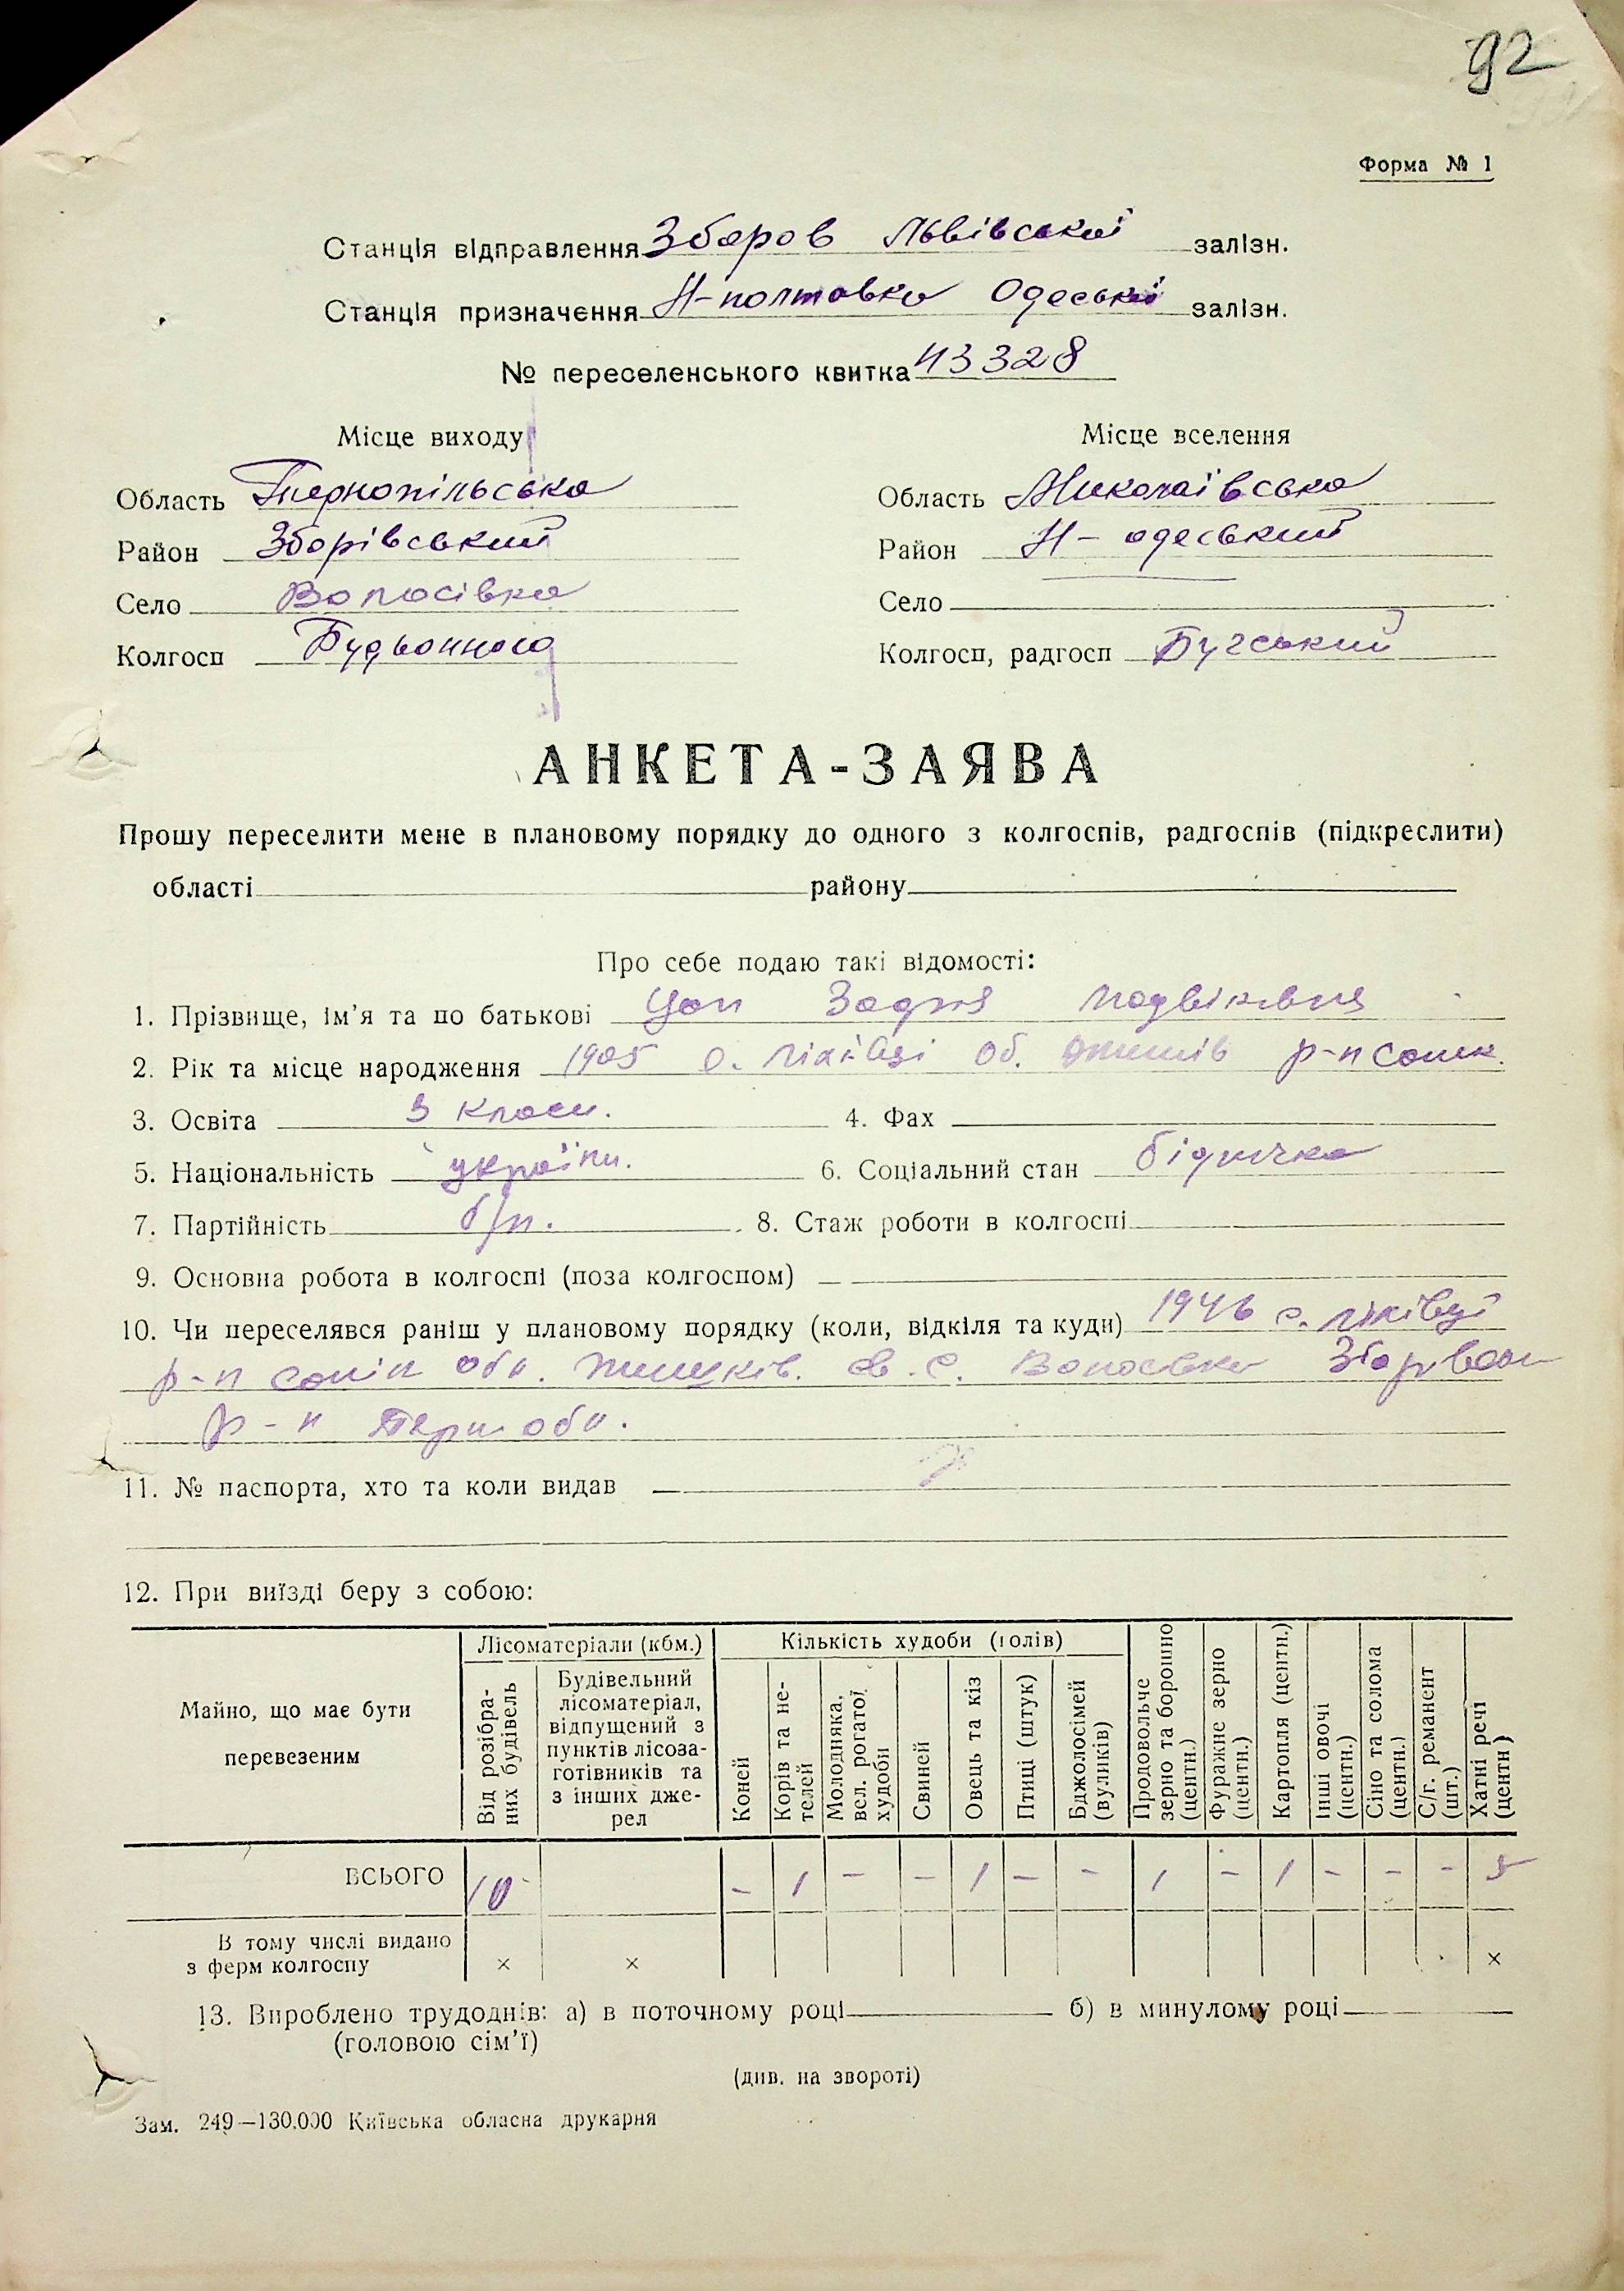 92
Форма № 1
Станція відправлення Зборов Львівської залізн.
Станція призначення Н-полтовка Одеської залізн.
№ переселенського квитка 43328
Місце виходу Місце вселення
Область Тернопільська Область Миколаївська
Район Зборівський Район Н-одеський
Село Волосівка Село
Колгосп Будьонного Колгосп, радгосп Бугський
АНКЕТА-ЗАЯВА
Прошу переселити мене в плановому порядку до одного з колгоспів, радгоспів (підкреслити)
області району
Про себе подаю такі відомості:
1. Прізвище, ім'я та по батькові Цап
2. Рік та місце народження 1905 с. об. р-н
3. Освіта 3 класи. 4. Фах
5. Національність україн. 6. Соціальний стан біднячка
7. Партійність б/п. 8. Стаж роботи в колгоспі
9. Основна робота в колгоспі (поза колгоспом) —
10. Чи переселявся раніш у плановому порядку (коли, відкіля та куди) 1946 с.
р-н обл. в с. Волосівка Зборівськ
р-н Терн обл.
11. № паспорта, хто та коли видав —
12. При виїзді беру з собою:
Майно, що має бути перевезеним
Лісоматеріали (кбм.) Кількість худоби (голів)
Від розібраних будівель
Будівельний лісоматеріал, відпущений з пунктів лісозаготівників та з інших джерел
Коней
Корів та нетелей
Молодняка, вел. рогатої худоби
Свиней
Овець та кіз
Птиці (штук)
Бджолосімей (вуликів)
Продовольче зерно та борошно (центн.)
Фуражне зерно (центн.)
Картопля (центн.)
Інші овочі (центн.)
Сіно та солома (центн.)
С/г. реманент (шт.)
Хатні речі (центн)
ВСЬОГО 10 - 1 - - 1 - - 1 - 1 - - - 5
В тому числі видано
з ферм колгоспу × × ×
13. Вироблено трудоднів: а) в поточному році б) в минулому році
(головою сім'ї)
(див. на звороті)
Зам. 249—130.000 Київська обласна друкарня